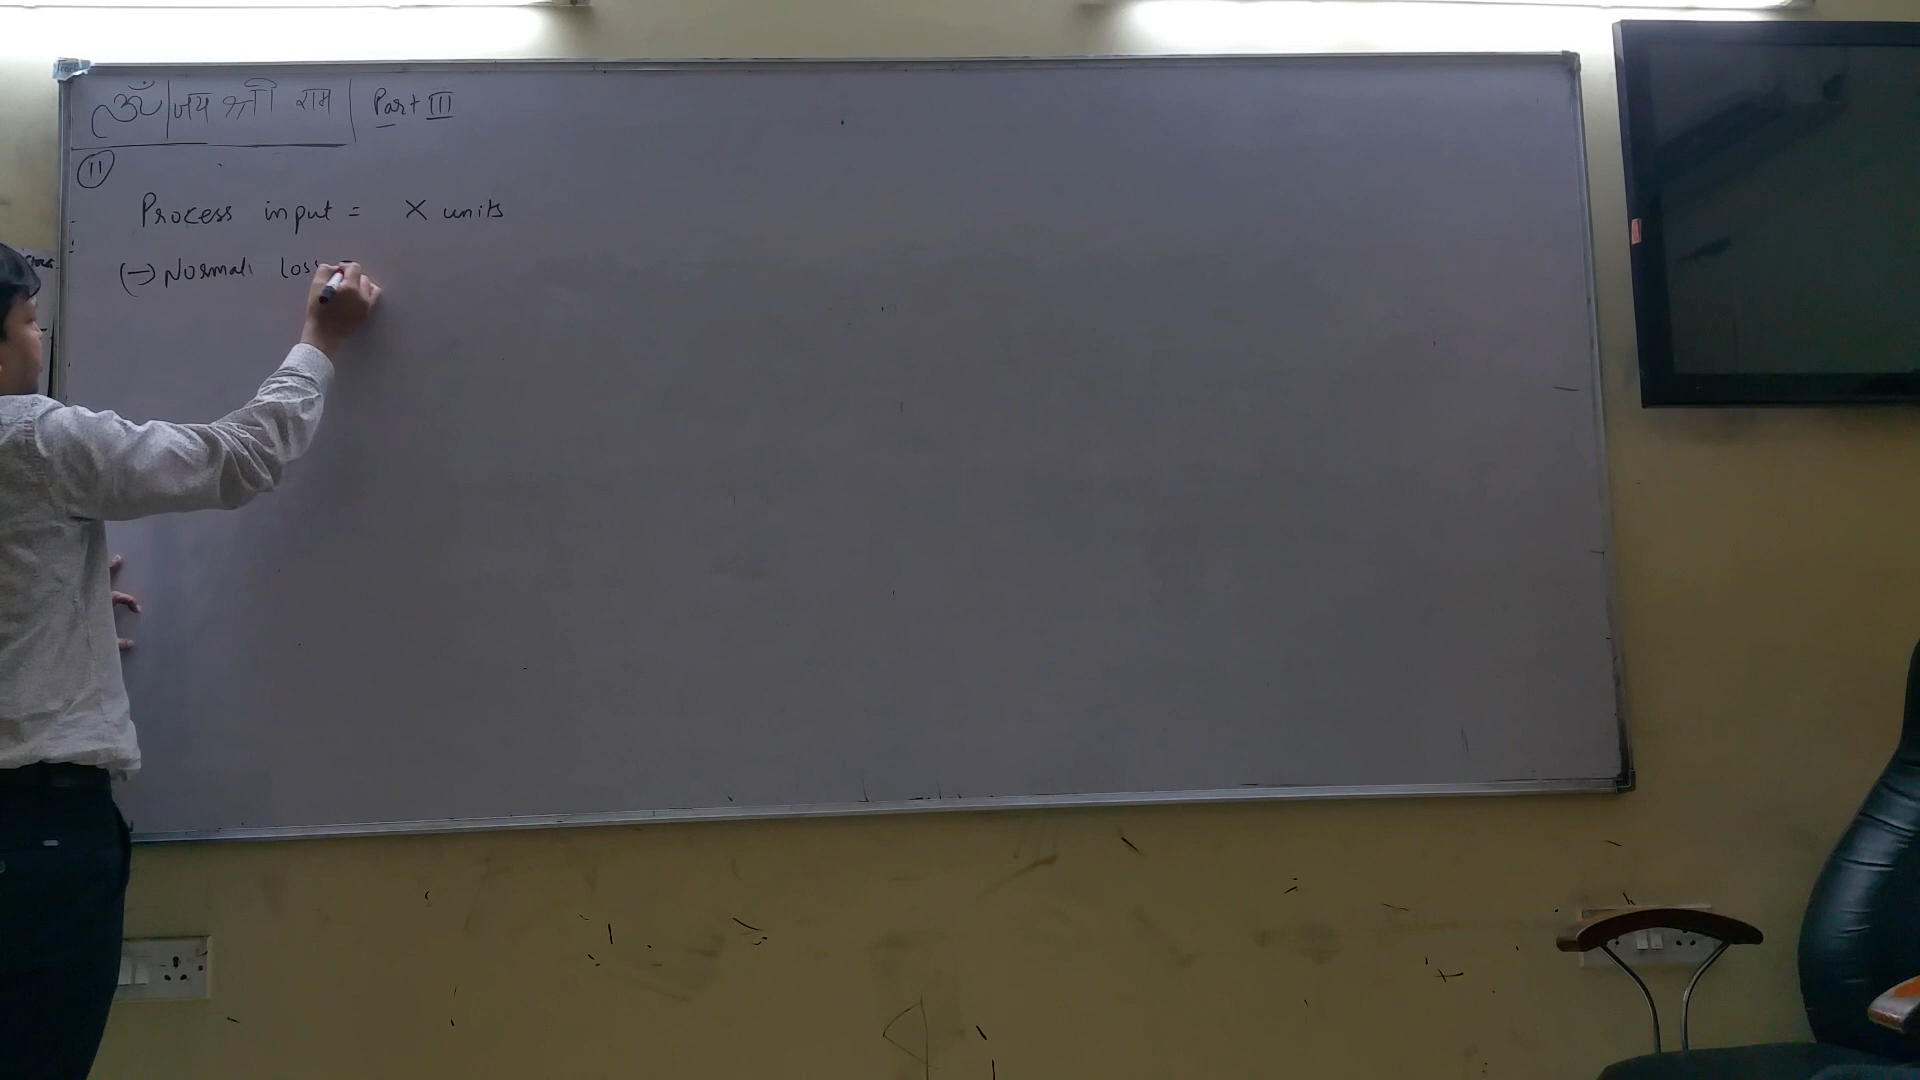 ॐ | जय श्री राम | Part III
11
Process input = X units
(-) Normal Loss =